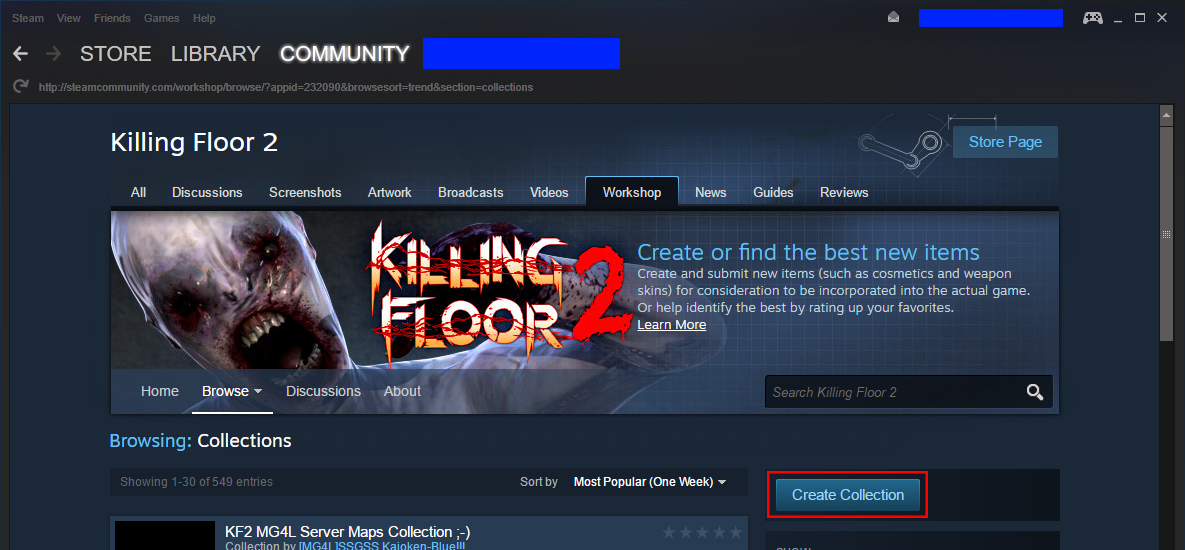 Steam View Friends Games Help
STORE LIBRARY COMMUNITY
http://steamcommunity.com/workshop/browse/?appid=232090&browsesort=trend&section=collections
Killing Floor 2
Store Page
All Discussions Screenshots Artwork Broadcasts Videos Workshop News Guides Reviews
KILLING
FLOOR 2
Create or find the best new items
Create and submit new items (such as cosmetics and weapon
skins) for consideration to be incorporated into the actual game.
Or help identify the best by rating up your favorites.
Learn More
Home Browse Discussions About
Search Killing Floor 2
Browsing: Collections
Showing 1-30 of 549 entries
Sort by Most Popular (One Week)
Create Collection
KF2 MG4L Server Maps Collection ;-)
Collection by [MG4L]SSGSS Kaioken-Blue!!!
SHOW